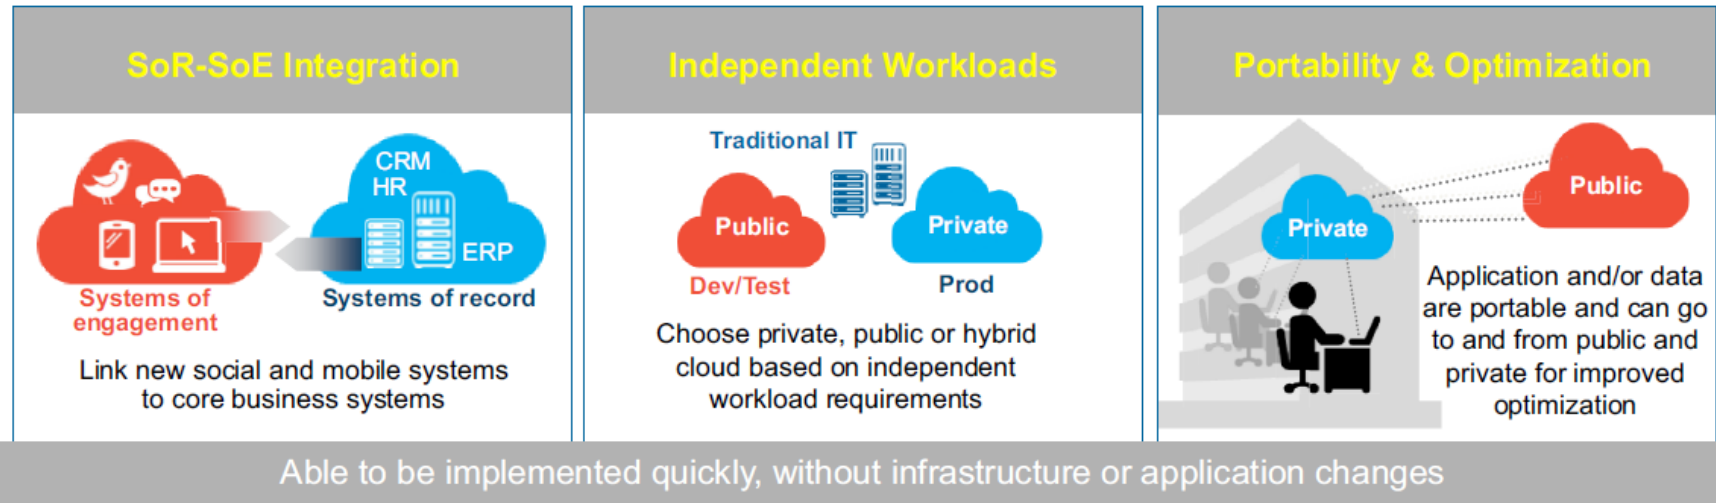 SoR-SoE Integration
CRM
HR
ERP
Systems of
engagement
Systems of record
Link new social and mobile systems
to core business systems
Independent Workloads
Traditional IT
Public
Private
Dev/Test
Prod
Choose private, public or hybrid
cloud based on independent
workload requirements
Portability & Optimization
Public
Private
Application and/or data
are portable and can go
to and from public and
private for improved
optimization
Able to be implemented quickly, without infrastructure or application changes